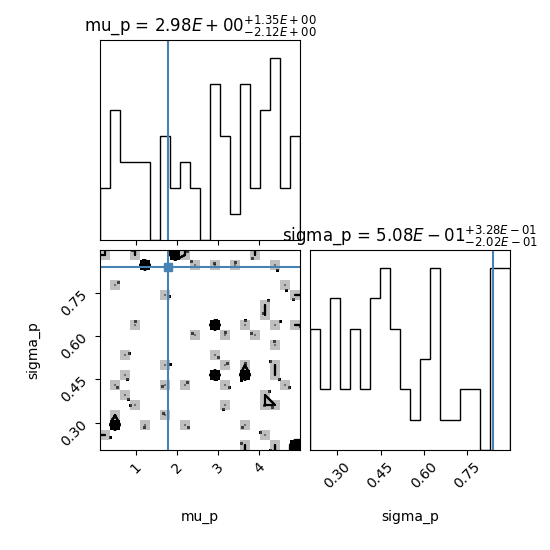 mu_p = 2.98E+00+1.35E+00
−2.12E+00
sigma_p = 5.08E−01+3.28E−01
−2.02E−01
0.75
0.60
0.45
0.30
sigma_p
1
2
3
4
mu_p
0.30
0.45
0.60
0.75
sigma_p